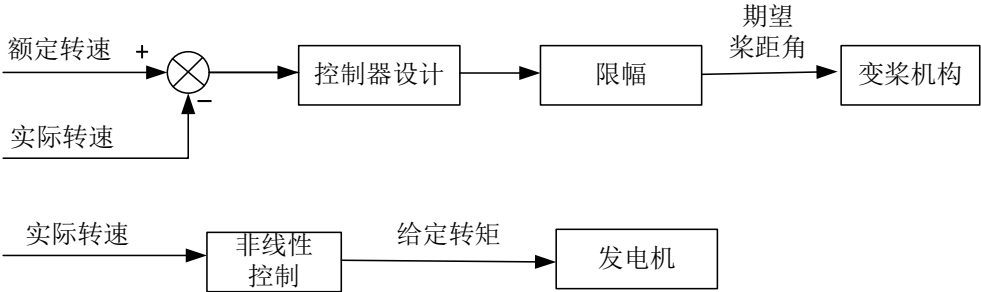 期望
桨距角
额定转速
+
控制器设计
限幅
变桨机构
−
实际转速
实际转速
非线性
控制
给定转矩
发电机